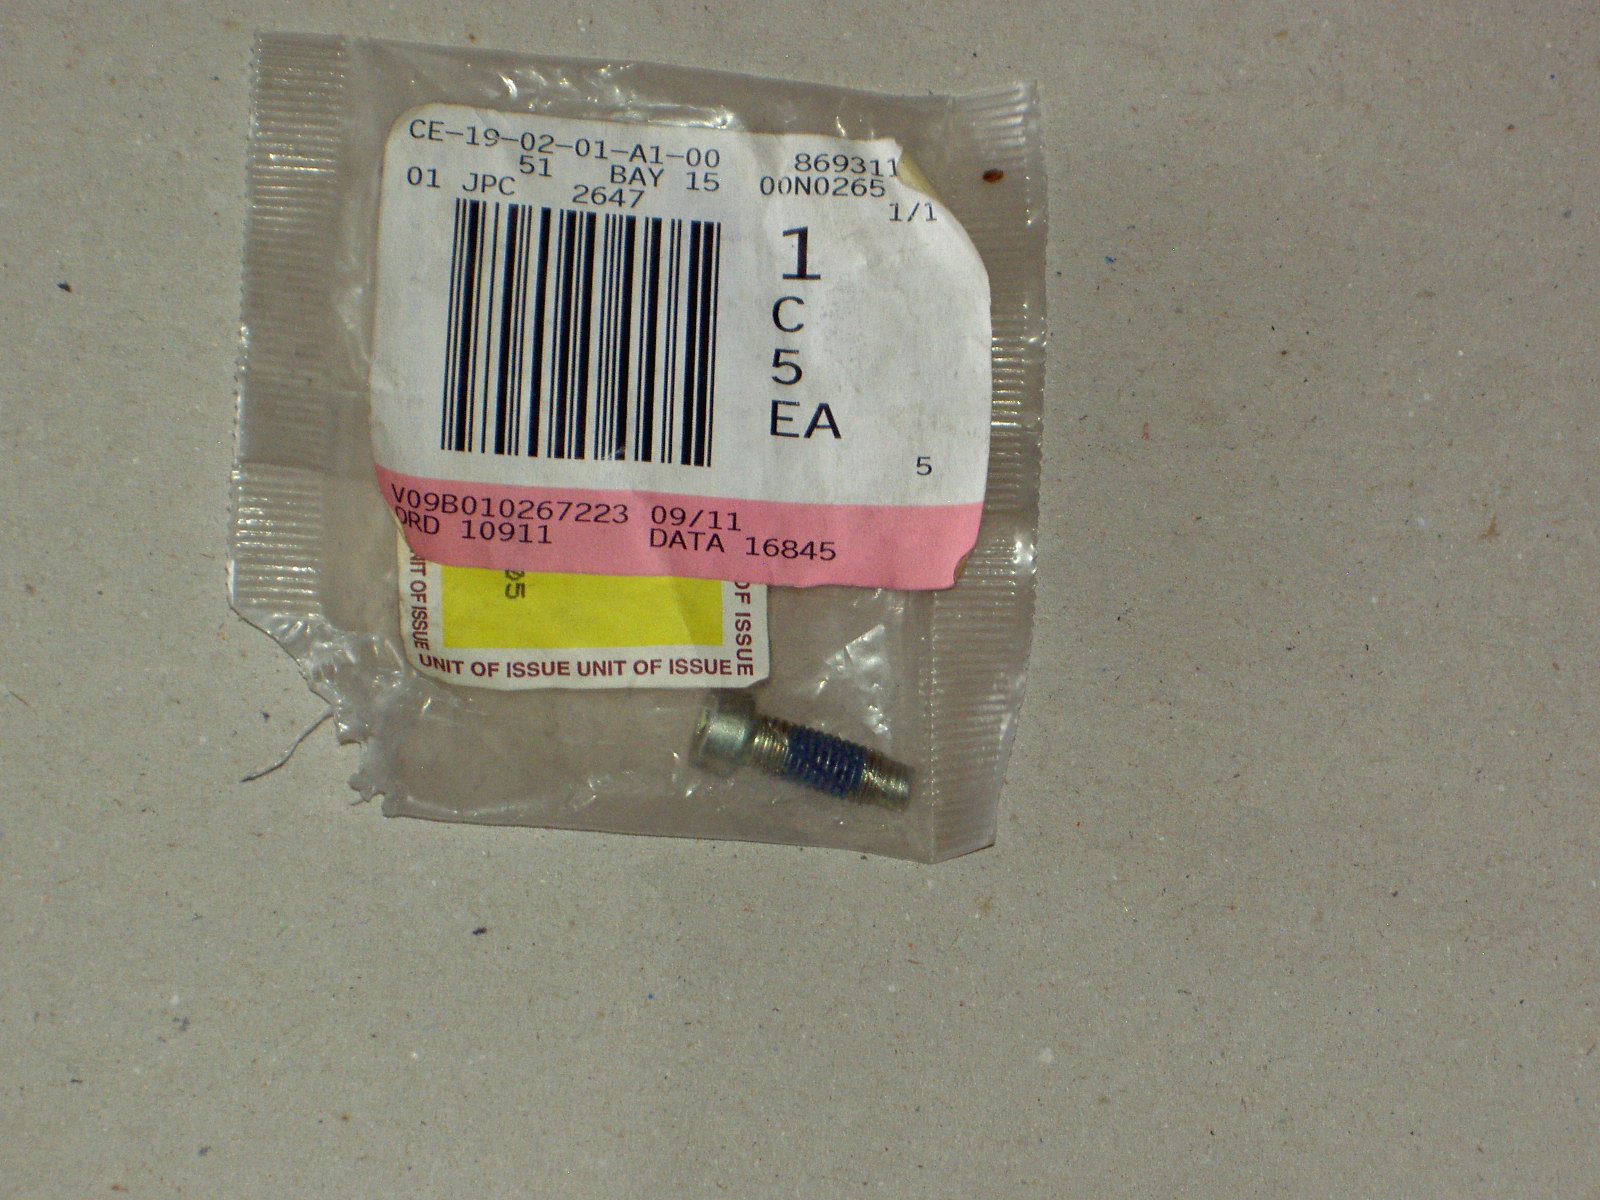 CE-19-02-01-A1-00 869311
51 BAY 15 00N0265
01 JPC 2647 1/1
1
C
5
EA
5
V09B010267223 09/11
ORD 10911 DATA 16845
05
UNIT OF ISSUE
OF ISSUE
UNIT OF ISSUE UNIT OF ISSUE